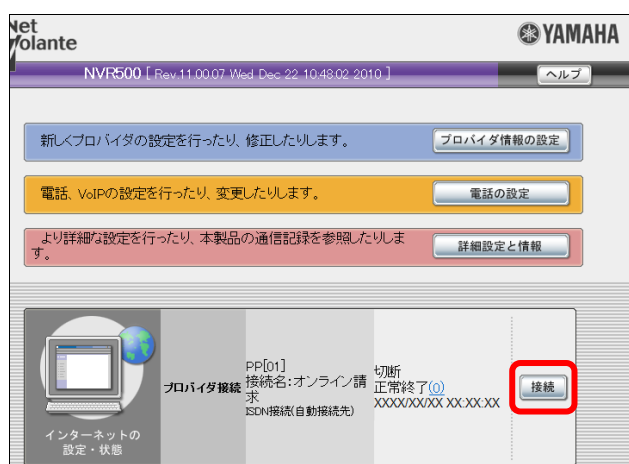 Net
Volante
YAMAHA
NVR500 [ Rev.11.00.07 Wed Dec 22 10:48:02 2010 ]
ヘルプ
新しくプロバイダの設定を行ったり、修正したりします。
プロバイダ情報の設定
電話、VoIPの設定を行ったり、変更したりします。
電話の設定
より詳細な設定を行ったり、本製品の通信記録を参照したりしま
す。
詳細設定と情報
インターネットの
設定・状態
プロバイダ接続
PP[01]
接続名:オンライン請
求
ISDN接続(自動接続先)
切断
正常終了(0)
XXXX/XX/XX XX:XX:XX
接続